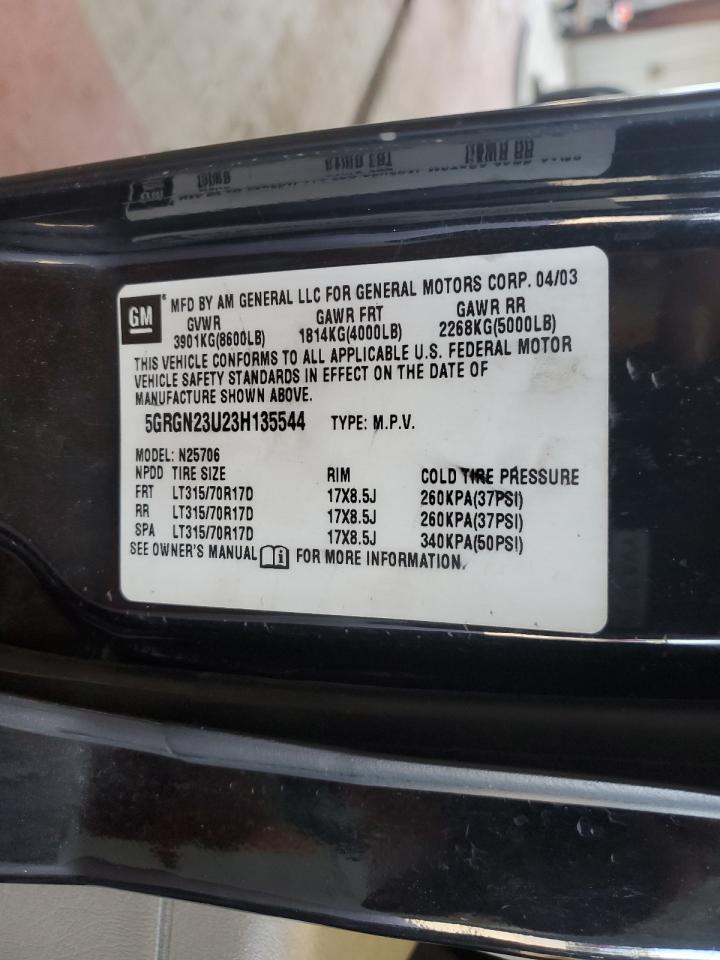 GM
® MFD BY AM GENERAL LLC FOR GENERAL MOTORS CORP. 04/03
GVWR GAWR FRT GAWR RR
3901KG(8600LB) 1814KG(4000LB) 2268KG(5000LB)
THIS VEHICLE CONFORMS TO ALL APPLICABLE U.S. FEDERAL MOTOR
VEHICLE SAFETY STANDARDS IN EFFECT ON THE DATE OF
MANUFACTURE SHOWN ABOVE.
5GRGN23U23H135544 TYPE: M.P.V.
MODEL: N25706
NPDD TIRE SIZE RIM COLD TIRE PRESSURE
FRT LT315/70R17D 17X8.5J 260KPA(37PSI)
RR LT315/70R17D 17X8.5J 260KPA(37PSI)
SPA LT315/70R17D 17X8.5J 340KPA(50PSI)
SEE OWNER'S MANUAL i FOR MORE INFORMATION.